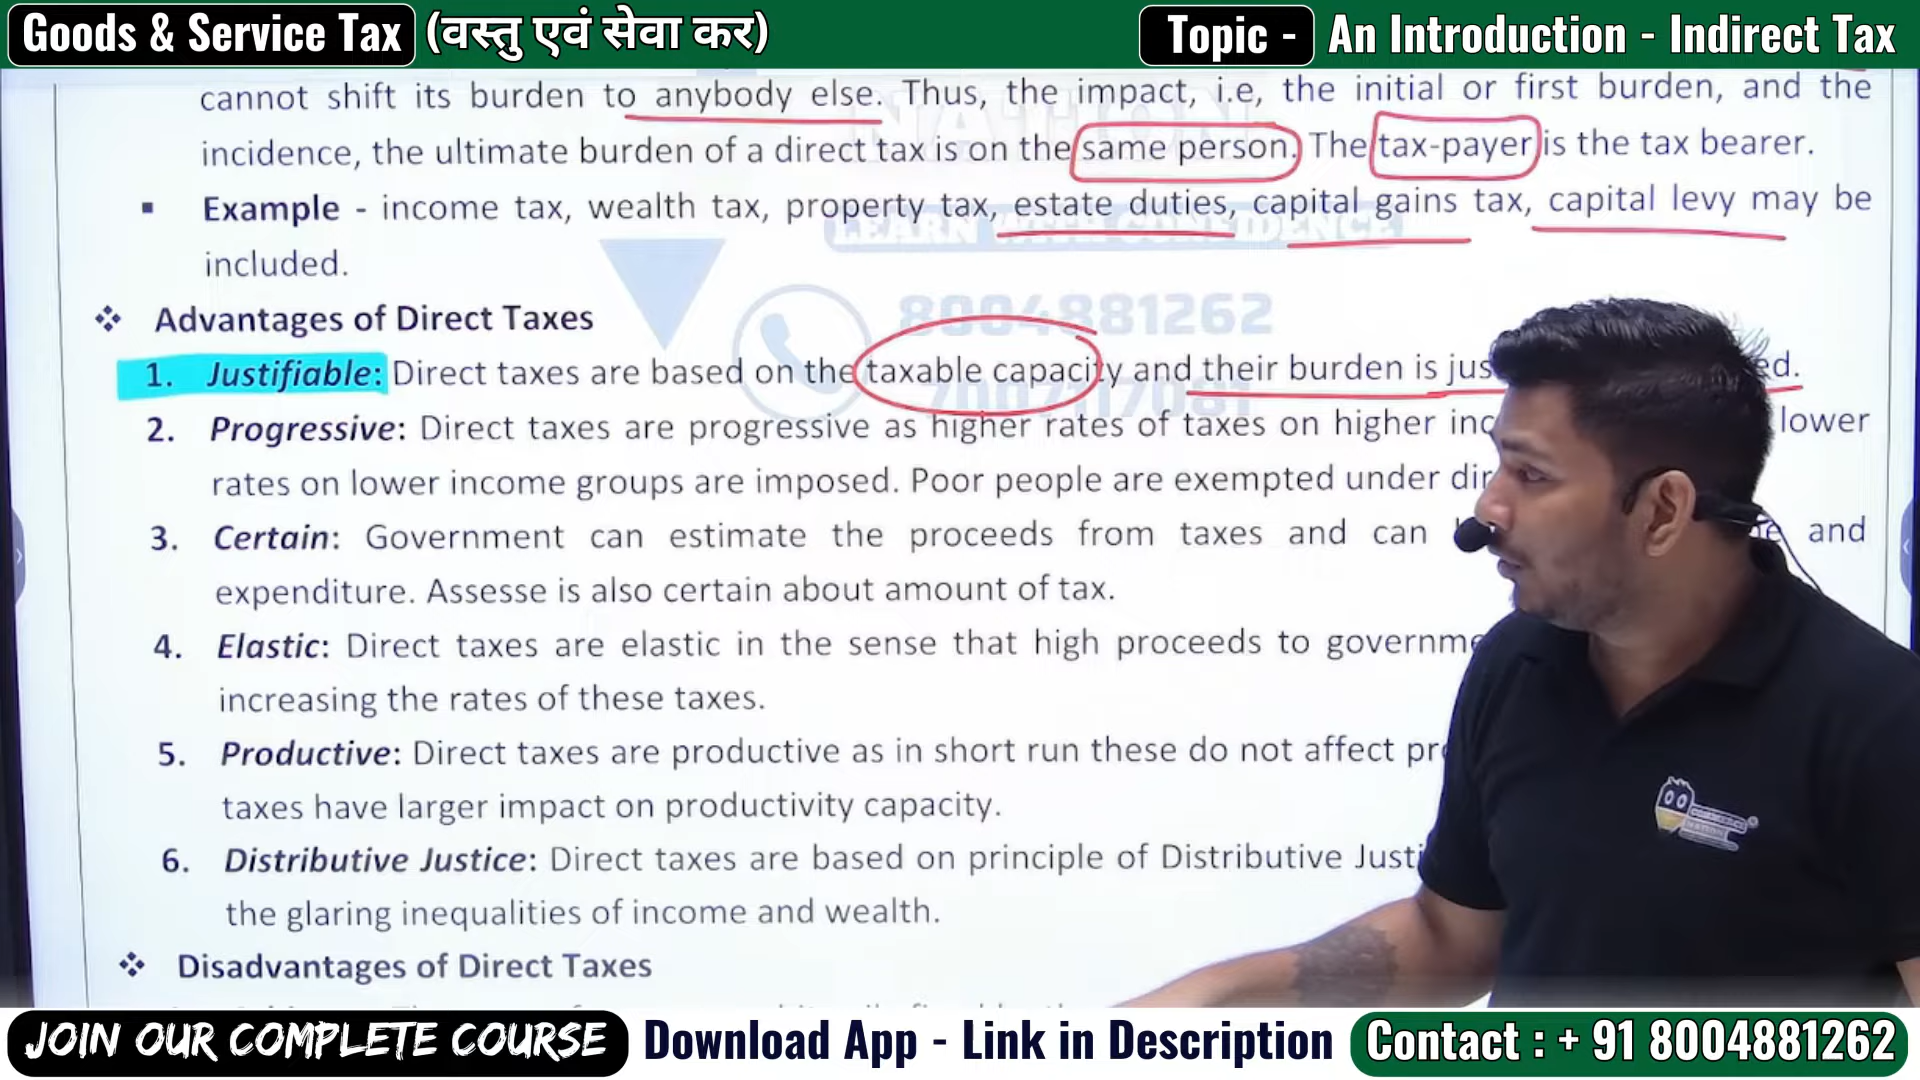 Goods & Service Tax (वस्तु एवं सेवा कर) Topic - An Introduction - Indirect Tax
cannot shift its burden to anybody else. Thus, the impact, i.e, the initial or first burden, and the
incidence, the ultimate burden of a direct tax is on the same person. The tax-payer is the tax bearer.
▪ Example - income tax, wealth tax, property tax, estate duties, capital gains tax, capital levy may be
included.
LEARN WITH CONFIDENCE
8004881262
❖ Advantages of Direct Taxes
1. Justifiable: Direct taxes are based on the taxable capacity and their burden is
7007117081
2. Progressive: Direct taxes are progressive as higher rates of taxes on higher lower
rates on lower income groups are imposed. Poor people are exempted under
3. Certain: Government can estimate the proceeds from taxes and can and
expenditure. Assesse is also certain about amount of tax.
4. Elastic: Direct taxes are elastic in the sense that high proceeds to
increasing the rates of these taxes.
5. Productive: Direct taxes are productive as in short run these do not affect
taxes have larger impact on productivity capacity.
6. Distributive Justice: Direct taxes are based on principle of Distributive
the glaring inequalities of income and wealth.
❖ Disadvantages of Direct Taxes
JOIN OUR COMPLETE COURSE Download App - Link in Description Contact : + 91 8004881262